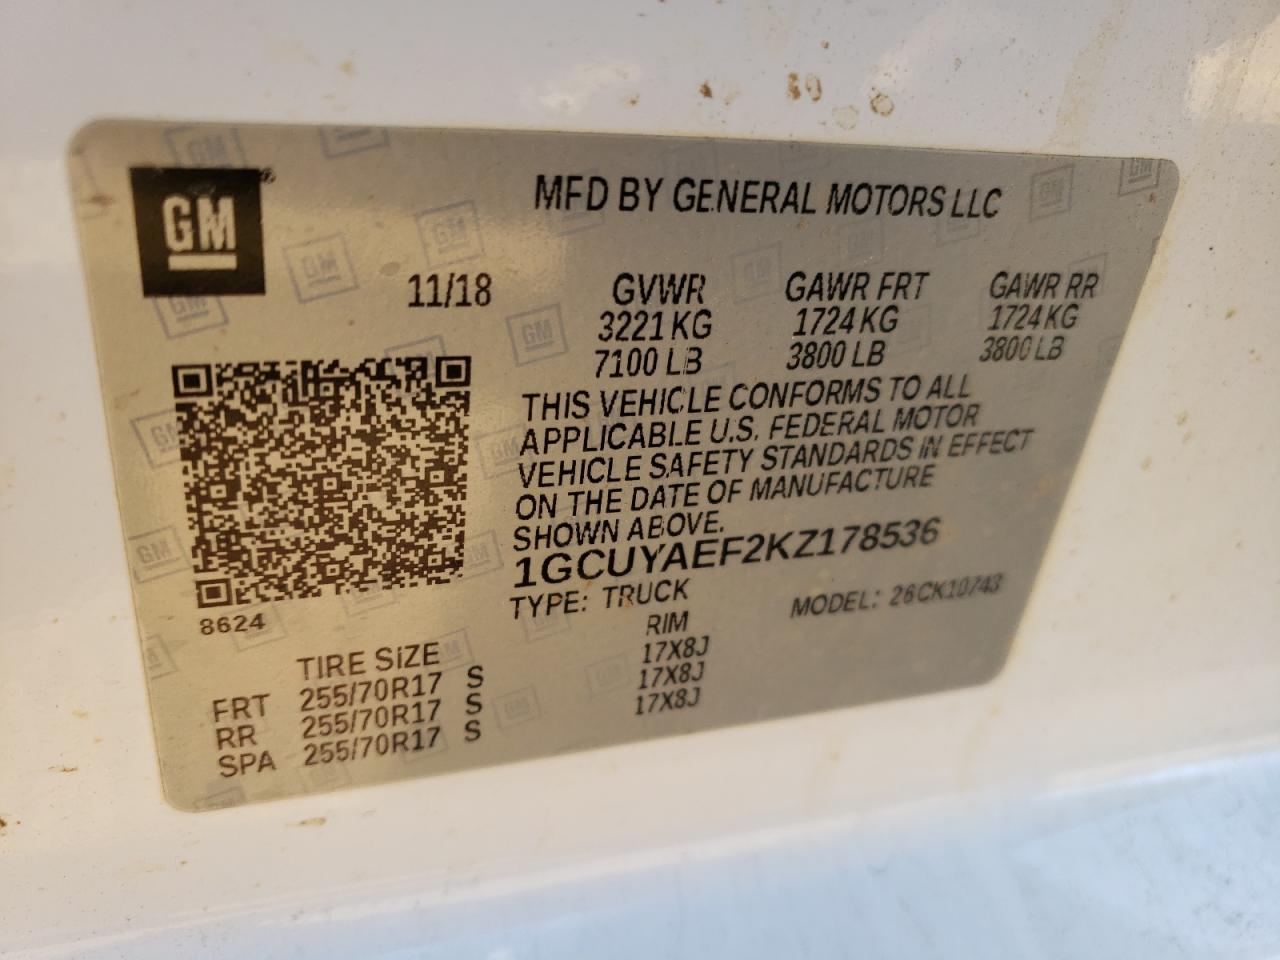 GM
MFD BY GENERAL MOTORS LLC
11/18
GVWR GAWR FRT GAWR RR
3221 KG 1724 KG 1724 KG
7100 LB 3800 LB 3800 LB
THIS VEHICLE CONFORMS TO ALL
APPLICABLE U.S. FEDERAL MOTOR
VEHICLE SAFETY STANDARDS IN EFFECT
ON THE DATE OF MANUFACTURE
SHOWN ABOVE.
1GCUYAEF2KZ178536
TYPE: TRUCK MODEL: 26CK10743
8624
TIRE SIZE RIM
FRT 255/70R17 S 17X8J
RR 255/70R17 S 17X8J
SPA 255/70R17 S 17X8J